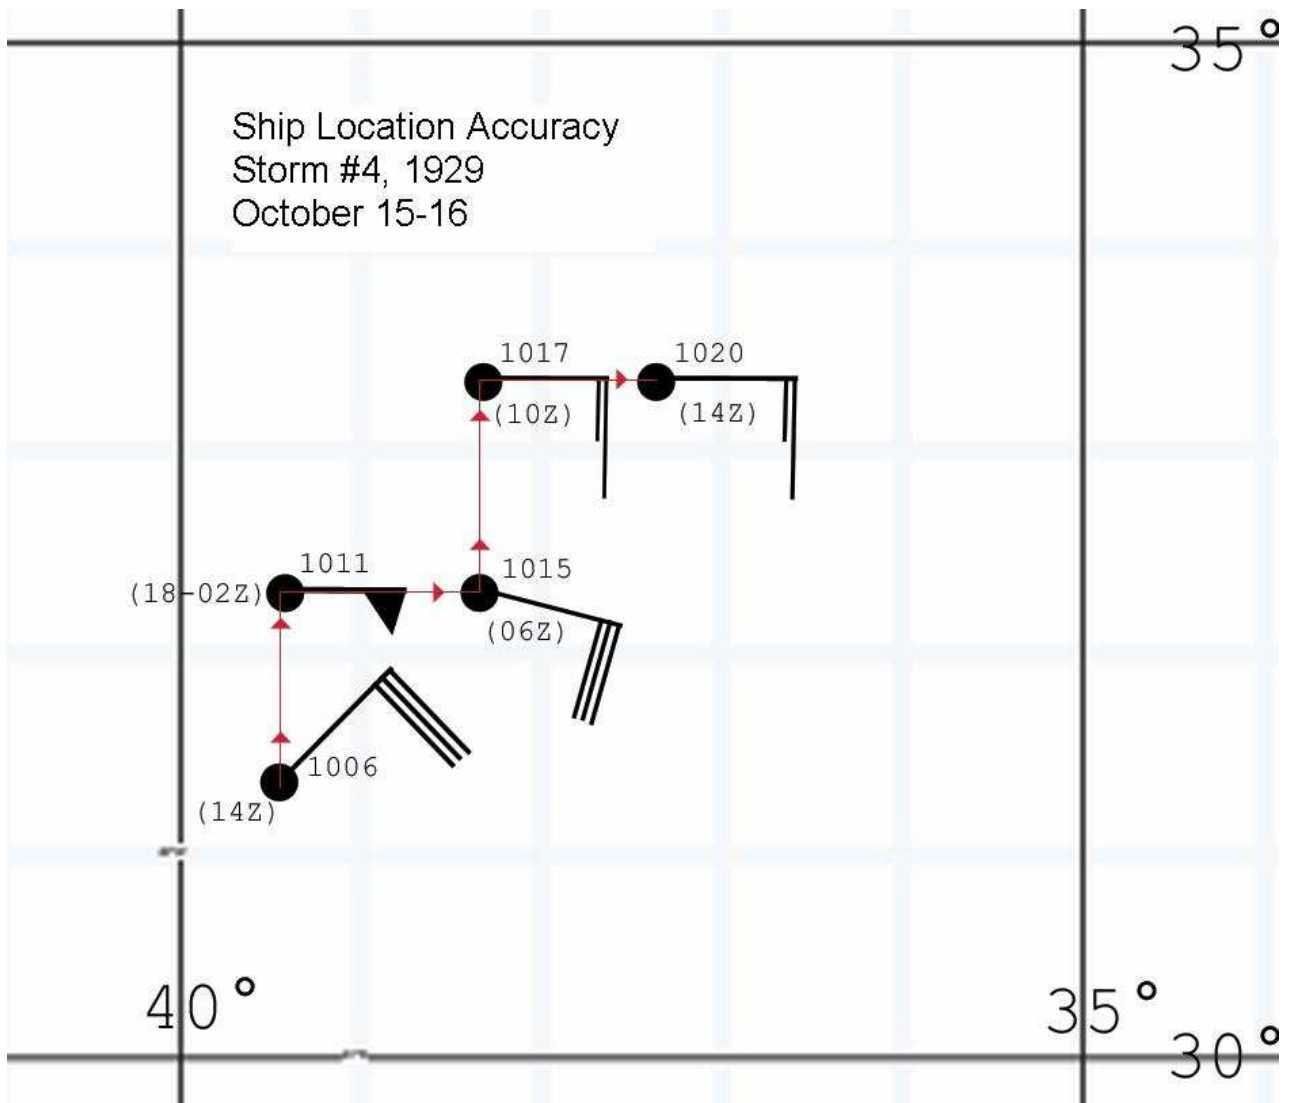 35°
Ship Location Accuracy
Storm #4, 1929
October 15-16
1017
1020
(10Z)
(14Z)
1011
1015
(18-02Z)
(06Z)
1006
(14Z)
40°
35°
30°